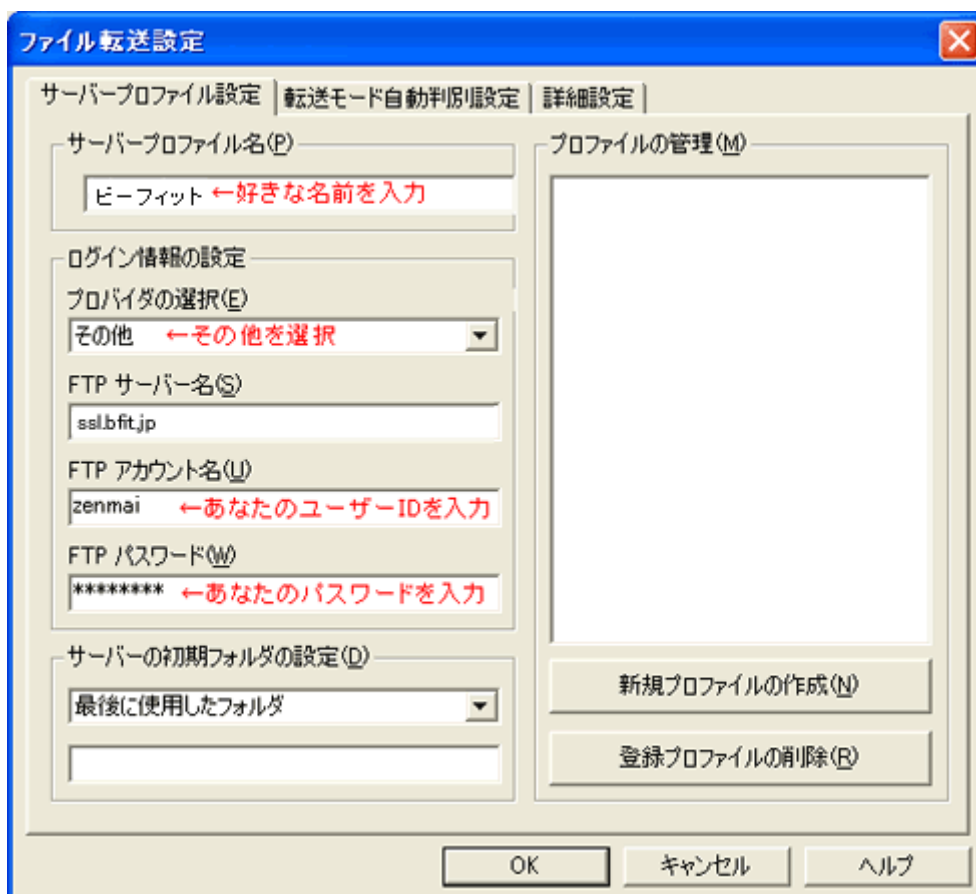 ファイル転送設定
サーバープロファイル設定 転送モード自動判別設定 詳細設定
サーバープロファイル名(P)
ビーフィット ←好きな名前を入力
ログイン情報の設定
プロバイダの選択(E)
その他 ←その他を選択
FTP サーバー名(S)
ssl.bfit.jp
FTP アカウント名(U)
zenmai ←あなたのユーザーIDを入力
FTP パスワード(W)
******** ←あなたのパスワードを入力
サーバーの初期フォルダの設定(D)
最後に使用したフォルダ
プロファイルの管理(M)
新規プロファイルの作成(N)
登録プロファイルの削除(R)
OK キャンセル ヘルプ